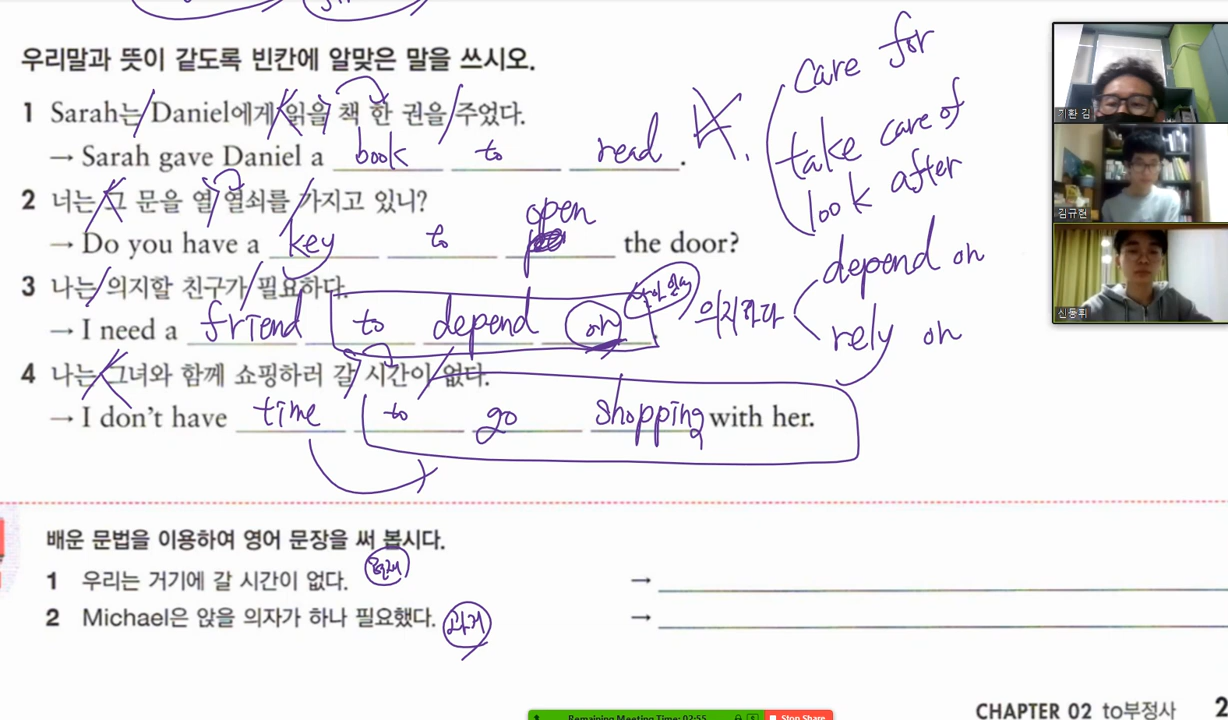 우리말과 뜻이 같도록 빈칸에 알맞은 말을 쓰시오.
1 Sarah는 Daniel에게 읽을 책 한 권을 주었다.
→ Sarah gave Daniel a book to read.
2 너는 그 문을 열 열쇠를 가지고 있니?
→ Do you have a key to open the door?
3 나는 의지할 친구가 필요하다.
→ I need a friend to depend on
4 나는 그녀와 함께 쇼핑하러 갈 시간이 없다.
→ I don't have time to go shopping with her.
care for
take care of
look after
의지하다
depend on
rely on
배운 문법을 이용하여 영어 문장을 써 봅시다.
1 우리는 거기에 갈 시간이 없다. 현재
→
2 Michael은 앉을 의자가 하나 필요했다. 과거
→
CHAPTER 02 to부정사 2
기환 김
김규헌
신동휘
Remaining Meeting Time: 02:55
Stop Share